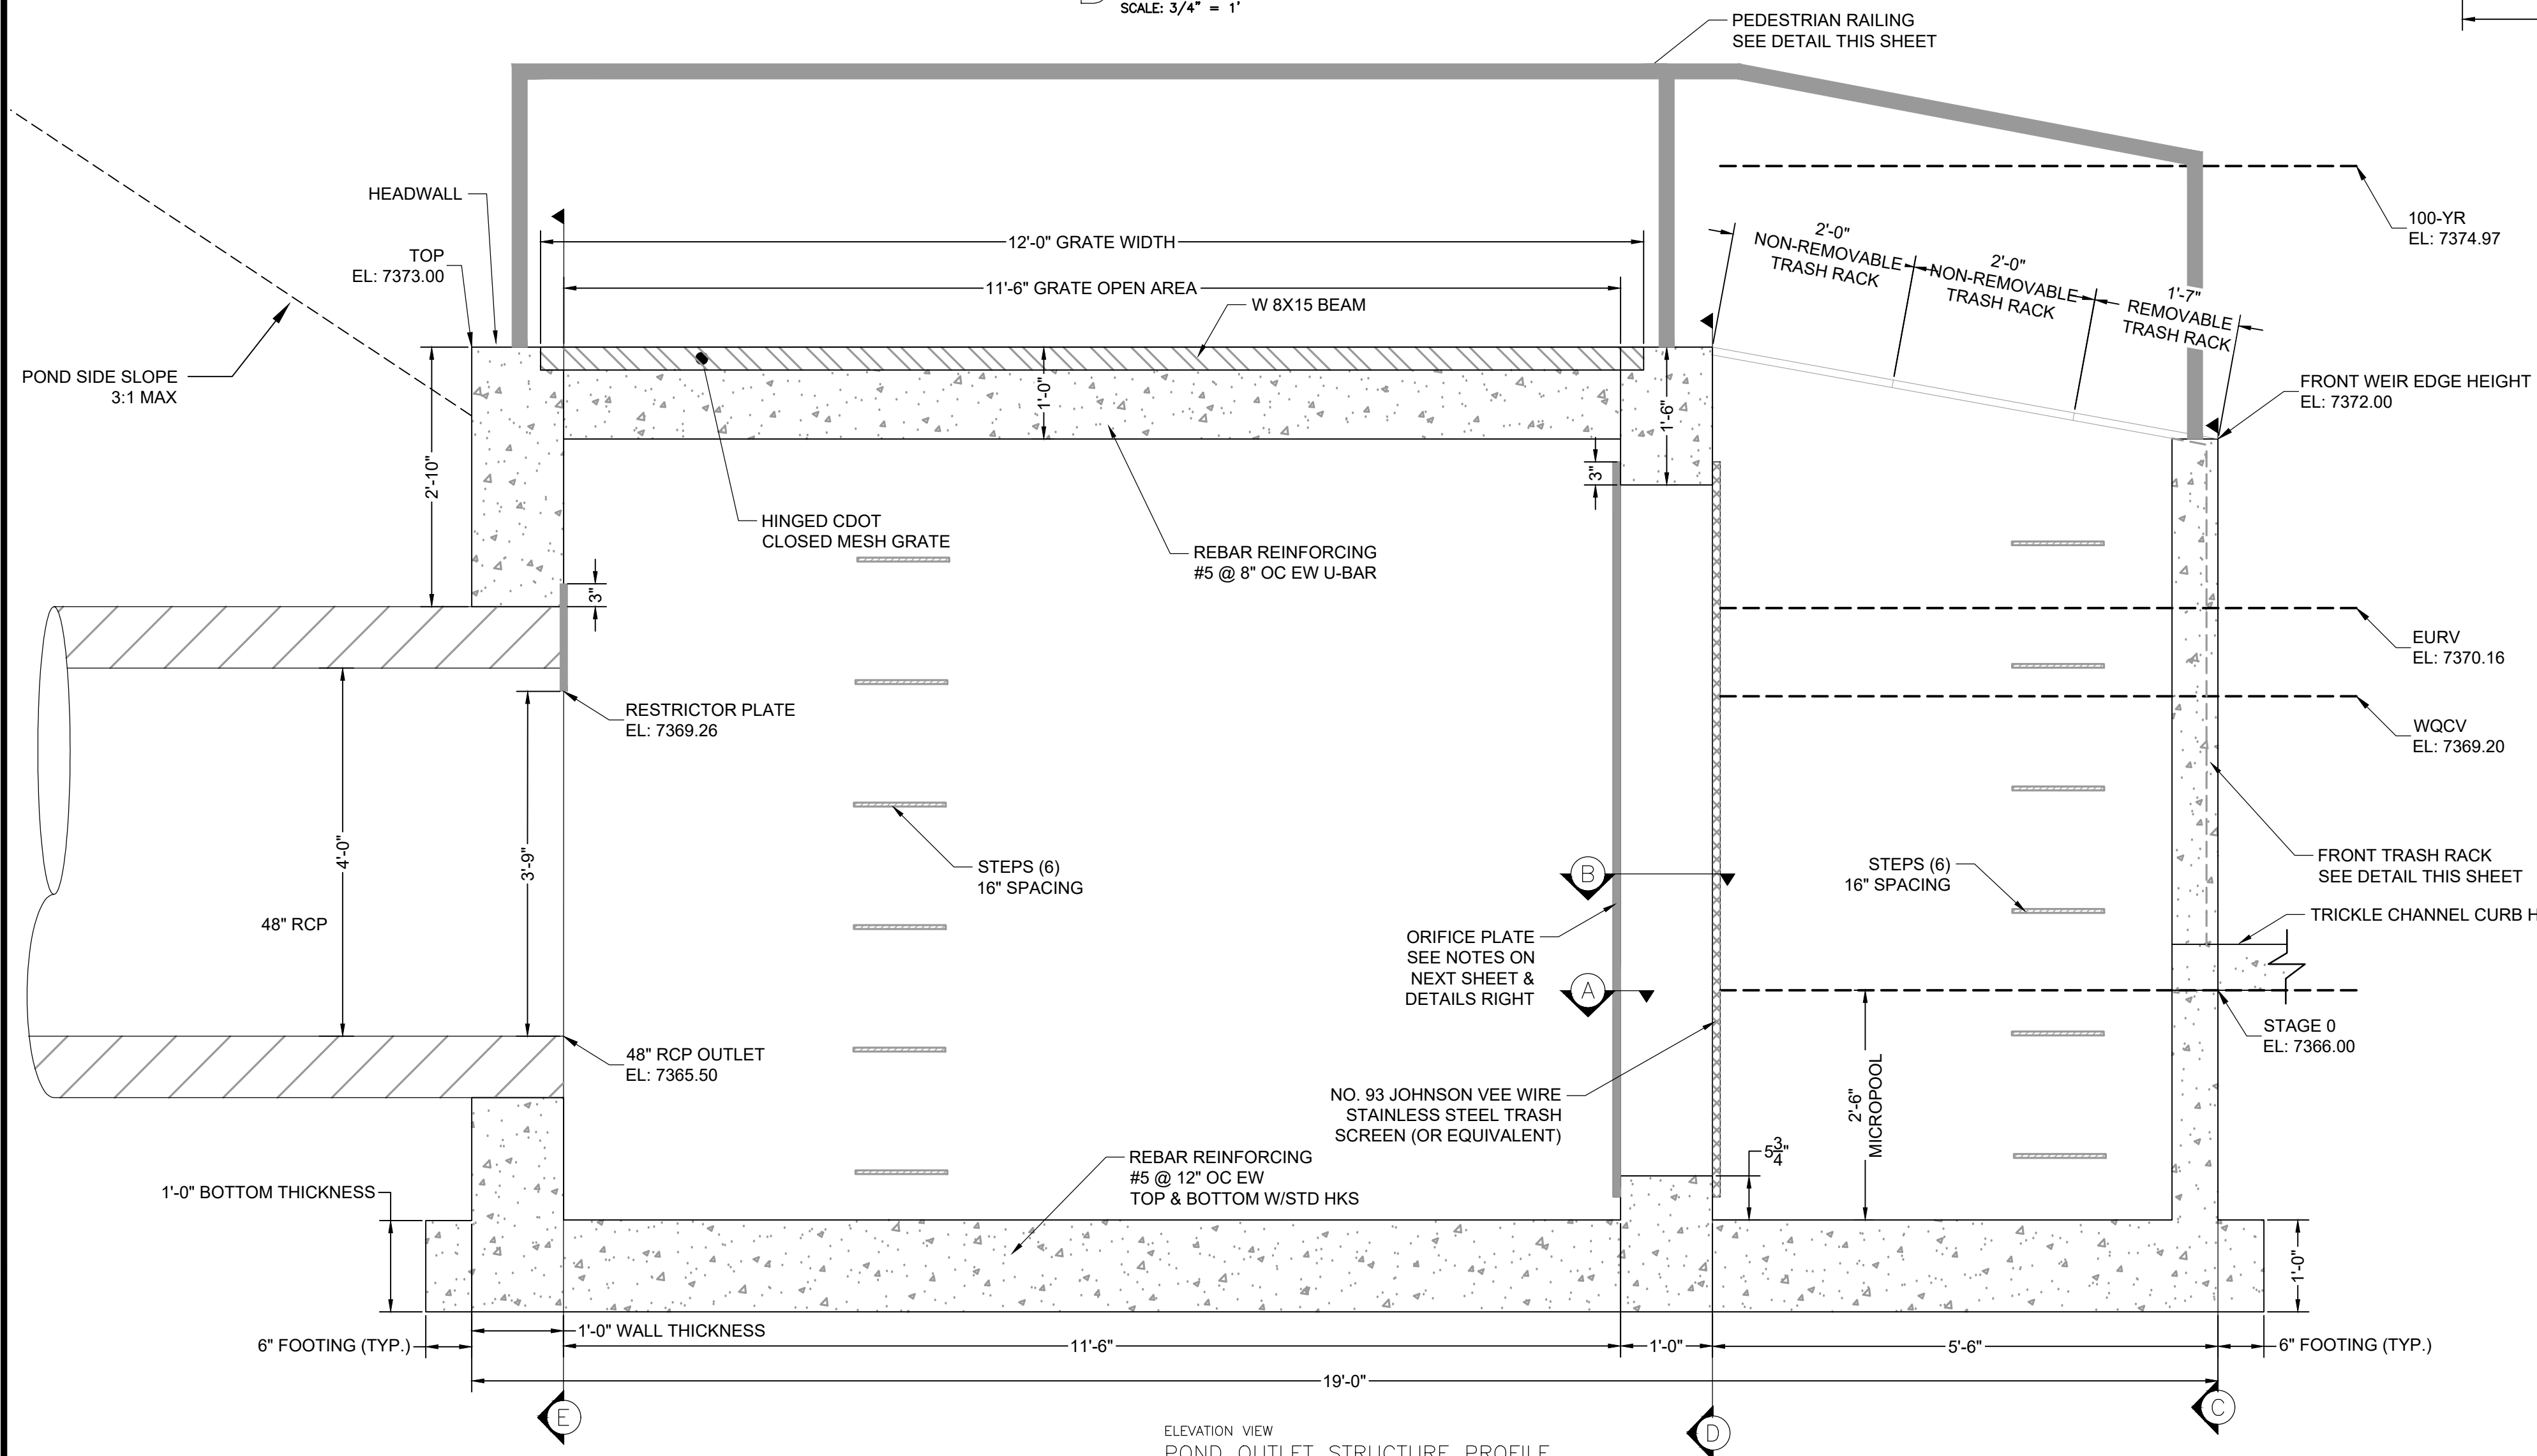 SCALE: 3/4" = 1'
PEDESTRIAN RAILING
SEE DETAIL THIS SHEET
HEADWALL
TOP
EL: 7373.00
12'-0" GRATE WIDTH
11'-6" GRATE OPEN AREA
W 8X15 BEAM
2'-0"
NON-REMOVABLE
TRASH RACK
2'-0"
NON-REMOVABLE
TRASH RACK
1'-7"
REMOVABLE
TRASH RACK
100-YR
EL: 7374.97
POND SIDE SLOPE
3:1 MAX
FRONT WEIR EDGE HEIGHT
EL: 7372.00
1'-0"
1'-6"
2'-10"
3"
HINGED CDOT
CLOSED MESH GRATE
REBAR REINFORCING
#5 @ 8" OC EW U-BAR
3"
EURV
EL: 7370.16
RESTRICTOR PLATE
EL: 7369.26
WQCV
EL: 7369.20
4'-0"
3'-9"
STEPS (6)
16" SPACING
STEPS (6)
16" SPACING
FRONT TRASH RACK
SEE DETAIL THIS SHEET
B
48" RCP
TRICKLE CHANNEL CURB H
ORIFICE PLATE
SEE NOTES ON
NEXT SHEET &
DETAILS RIGHT
A
STAGE 0
EL: 7366.00
48" RCP OUTLET
EL: 7365.50
2'-6"
MICROPOOL
NO. 93 JOHNSON VEE WIRE
STAINLESS STEEL TRASH
SCREEN (OR EQUIVALENT)
5 3/4"
REBAR REINFORCING
#5 @ 12" OC EW
TOP & BOTTOM W/STD HKS
1'-0" BOTTOM THICKNESS
1'-0"
1'-0" WALL THICKNESS
6" FOOTING (TYP.)
11'-6"
1'-0"
5'-6"
6" FOOTING (TYP.)
19'-0"
E
D
C
ELEVATION VIEW
POND OUTLET STRUCTURE PROFILE